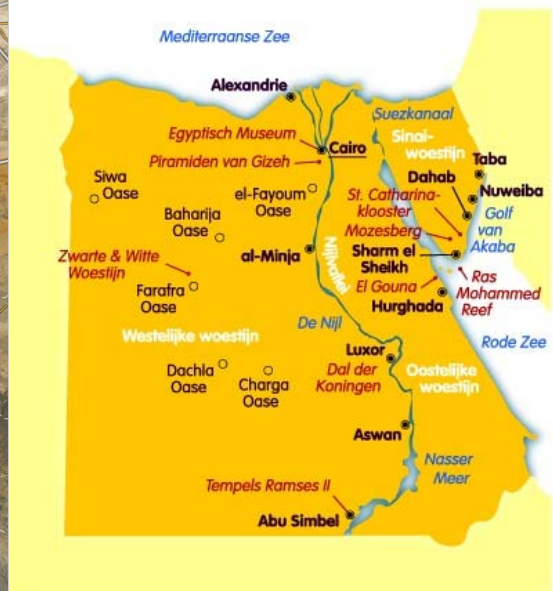 Mediterraanse Zee
Alexandrie
Suezkanaal
Egyptisch Museum
Cairo
Sinai-
woestijn
Piramiden van Gizeh
Taba
Siwa
Oase
el-Fayoum
Oase
Dahab
Nuweiba
St. Catharina-
klooster
Baharija
Oase
Mozesberg
Golf
van
Akaba
al-Minja
Nijlvallei
Sharm el
Sheikh
Zwarte & Witte
Woestijn
El Gouna
Ras
Mohammed
Reef
Farafra
Oase
Hurghada
De Nijl
Westelijke woestijn
Rode Zee
Luxor
Dachla
Oase
Charga
Oase
Dal der
Koningen
Oostelijke
woestijn
Aswan
Nasser
Meer
Tempels Ramses II
Abu Simbel